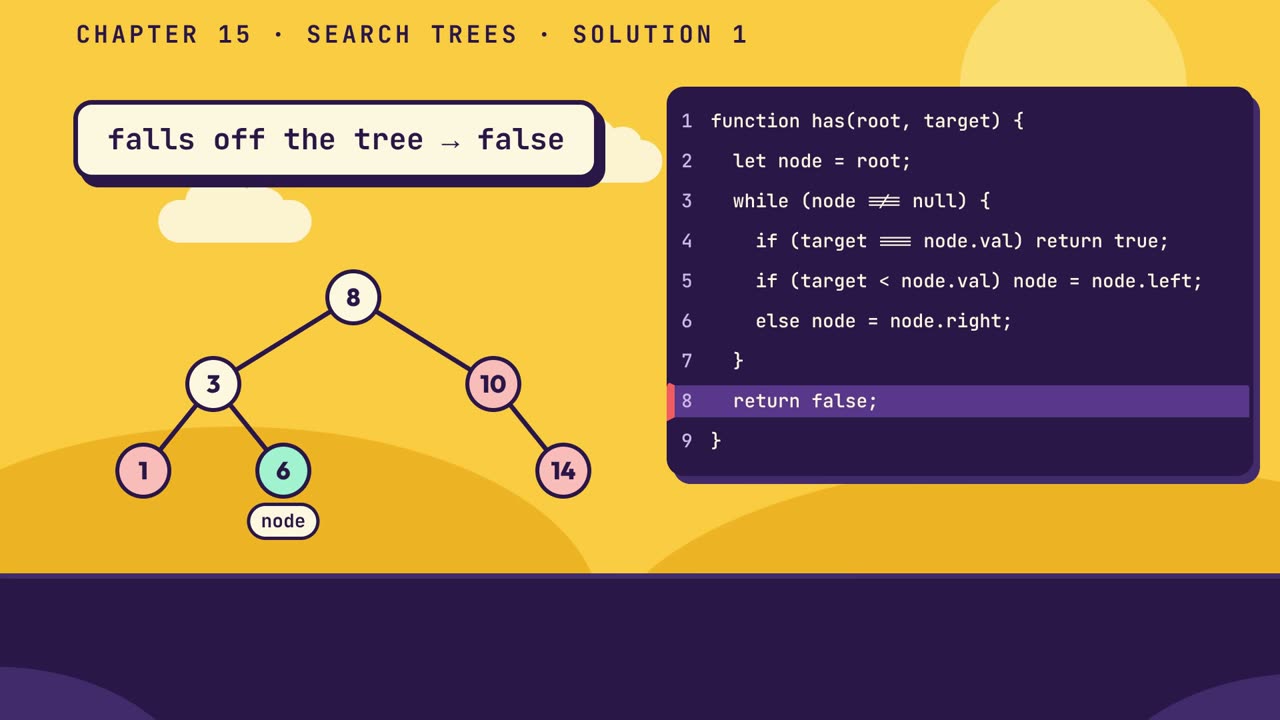 CHAPTER 15 · SEARCH TREES · SOLUTION 1
falls off the tree → false
8
3
10
1
6
14
node
1 function has(root, target) {
2 let node = root;
3 while (node !== null) {
4 if (target === node.val) return true;
5 if (target < node.val) node = node.left;
6 else node = node.right;
7 }
8 return false;
9 }